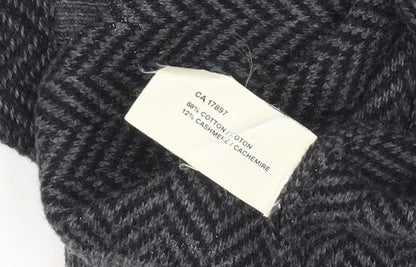 CA 17897
88% COTTON / COTON
12% CASHMERE / CACHEMIRE